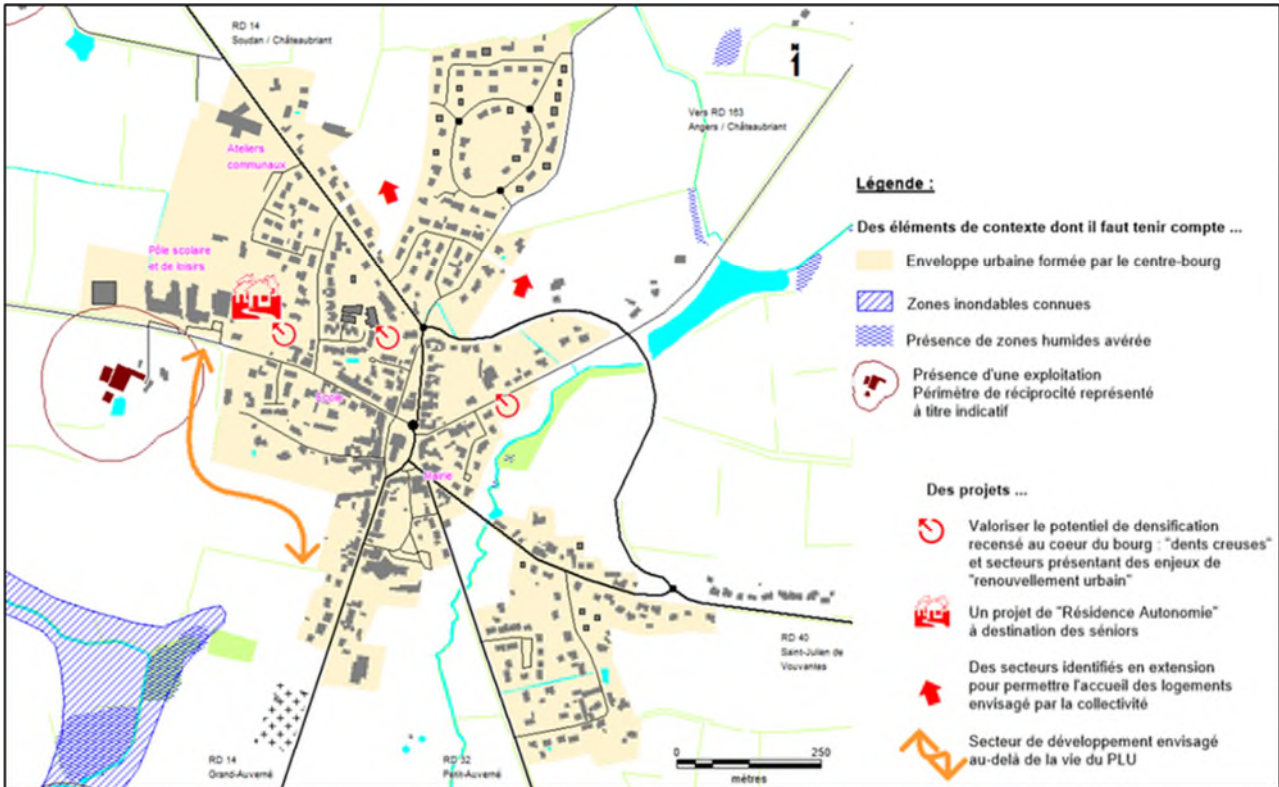 RD 14
Soudan / Châteaubriant
N
Vers RD 163
Angers / Châteaubriant
Ateliers
communaux
Pôle scolaire
et de loisirs
Ecole
Mairie
RD 40
Saint-Julien de
Vouvantes
RD 14
Grand-Auverné
RD 32
Petit-Auverné
0 250
mètres
Légende :
Des éléments de contexte dont il faut tenir compte ...
Enveloppe urbaine formée par le centre-bourg
Zones inondables connues
Présence de zones humides avérée
Présence d'une exploitation
Périmètre de réciprocité représenté
à titre indicatif
Des projets ...
Valoriser le potentiel de densification
recensé au coeur du bourg : "dents creuses"
et secteurs présentant des enjeux de
"renouvellement urbain"
Un projet de "Résidence Autonomie"
à destination des séniors
Des secteurs identifiés en extension
pour permettre l'accueil des logements
envisagé par la collectivité
Secteur de développement envisagé
au-delà de la vie du PLU